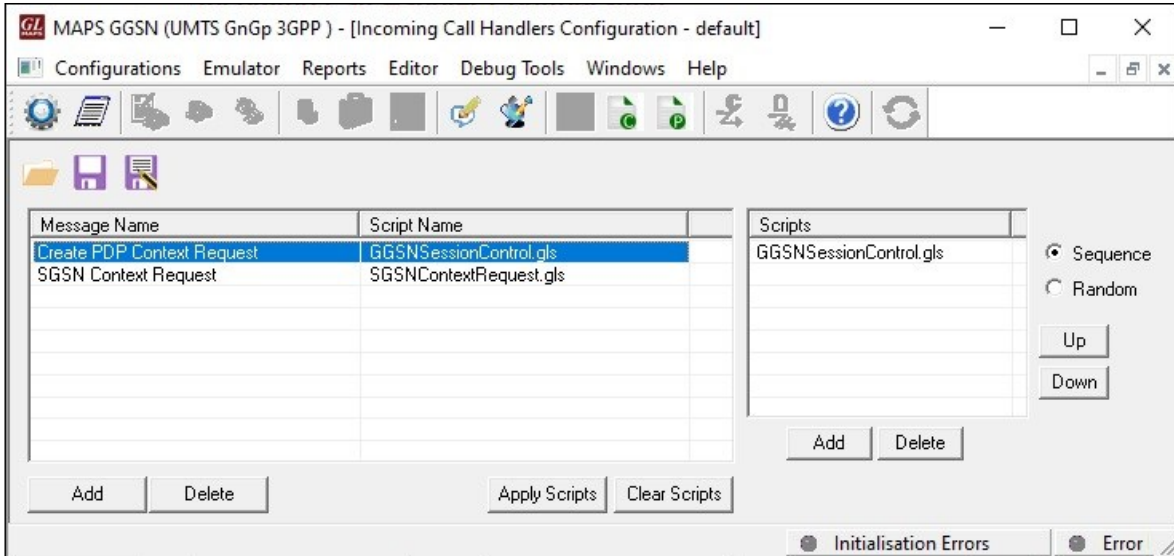 GL MAPS MAPS GGSN (UMTS GnGp 3GPP ) - [Incoming Call Handlers Configuration - default]
Configurations Emulator Reports Editor Debug Tools Windows Help
C P ?
Message Name Script Name Scripts
Create PDP Context Request GGSNSessionControl.gls GGSNSessionControl.gls
SGSN Context Request SGSNContextRequest.gls
Sequence
Random
Up
Down
Add Delete
Add Delete Apply Scripts Clear Scripts
Initialisation Errors Error